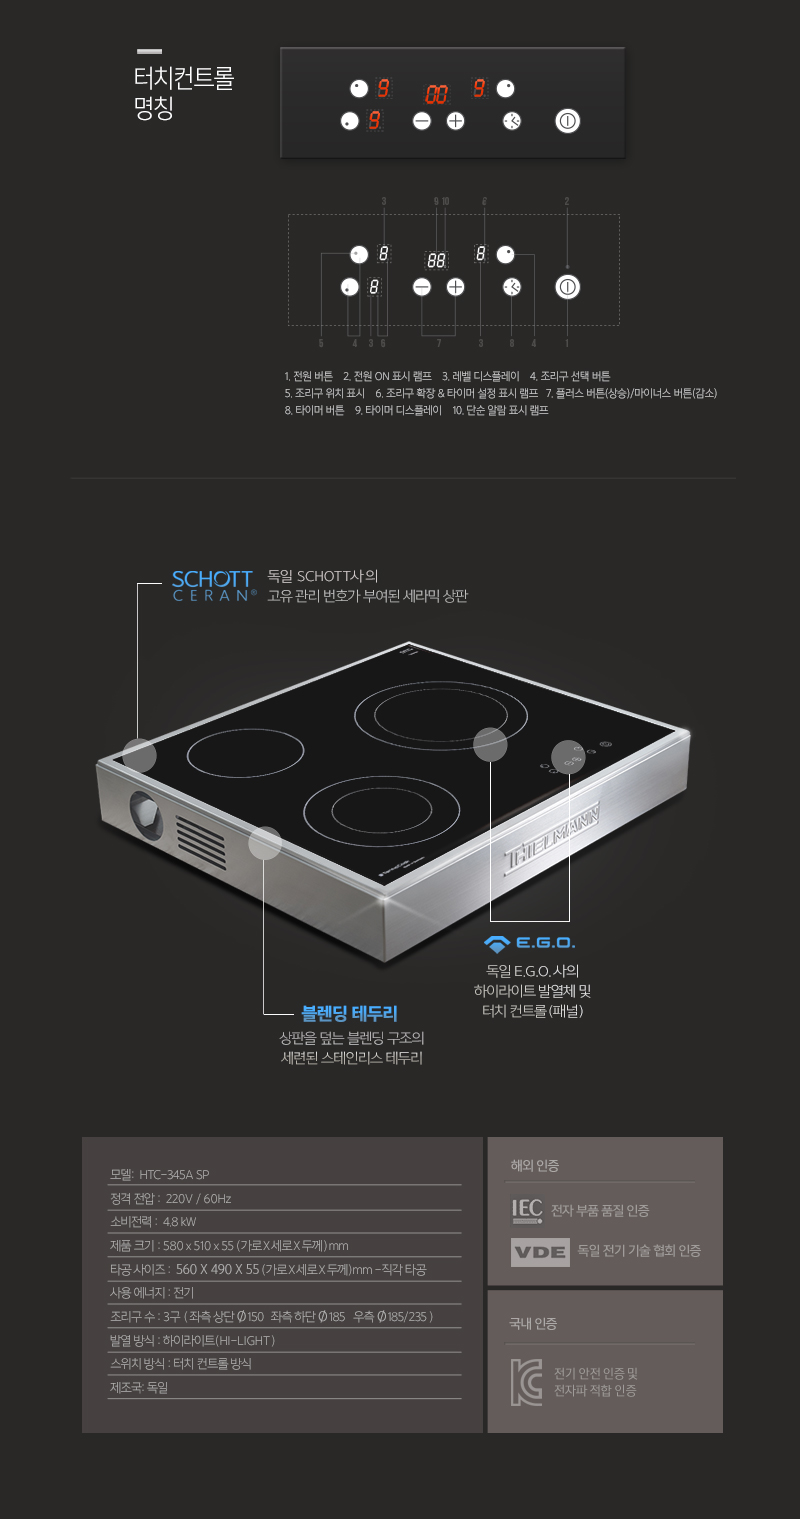 터치컨트롤
명칭
9 00 9
9
3 9 10 6 2
8 88 8
8
5 4 3 6 7 3 8 4 1
1. 전원 버튼 2. 전원 ON 표시 램프 3. 레벨 디스플레이 4. 조리구 선택 버튼
5. 조리구 위치 표시 6. 조리구 확장 & 타이머 설정 표시 램프 7. 플러스 버튼(상승)/마이너스 버튼(감소)
8. 타이머 버튼 9. 타이머 디스플레이 10. 단순 알람 표시 램프
SCHOTT 독일 SCHOTT사의
CERAN® 고유 관리 번호가 부여된 세라믹 상판
THIELMANN
E.G.O.
독일 E.G.O. 사의
하이라이트 발열체 및
터치 컨트롤 (패널)
블렌딩 테두리
상판을 덮는 블렌딩 구조의
세련된 스테인리스 테두리
모델: HTC-345A SP
정격 전압 : 220V / 60Hz
소비전력 : 4.8 kW
제품 크기 : 580 x 510 x 55 (가로X세로X두께)mm
타공 사이즈 : 560 X 490 X 55 (가로X세로X두께)mm -직각 타공
사용 에너지 : 전기
조리구 수 : 3구 ( 좌측 상단 Ø150 좌측 하단 Ø185 우측 Ø185/235 )
발열 방식 : 하이라이트(HI-LIGHT)
스위치 방식 : 터치 컨트롤 방식
제조국: 독일
해외 인증
IEC 전자 부품 품질 인증
VDE 독일 전기 기술 협회 인증
국내 인증
전기 안전 인증 및
전자파 적합 인증